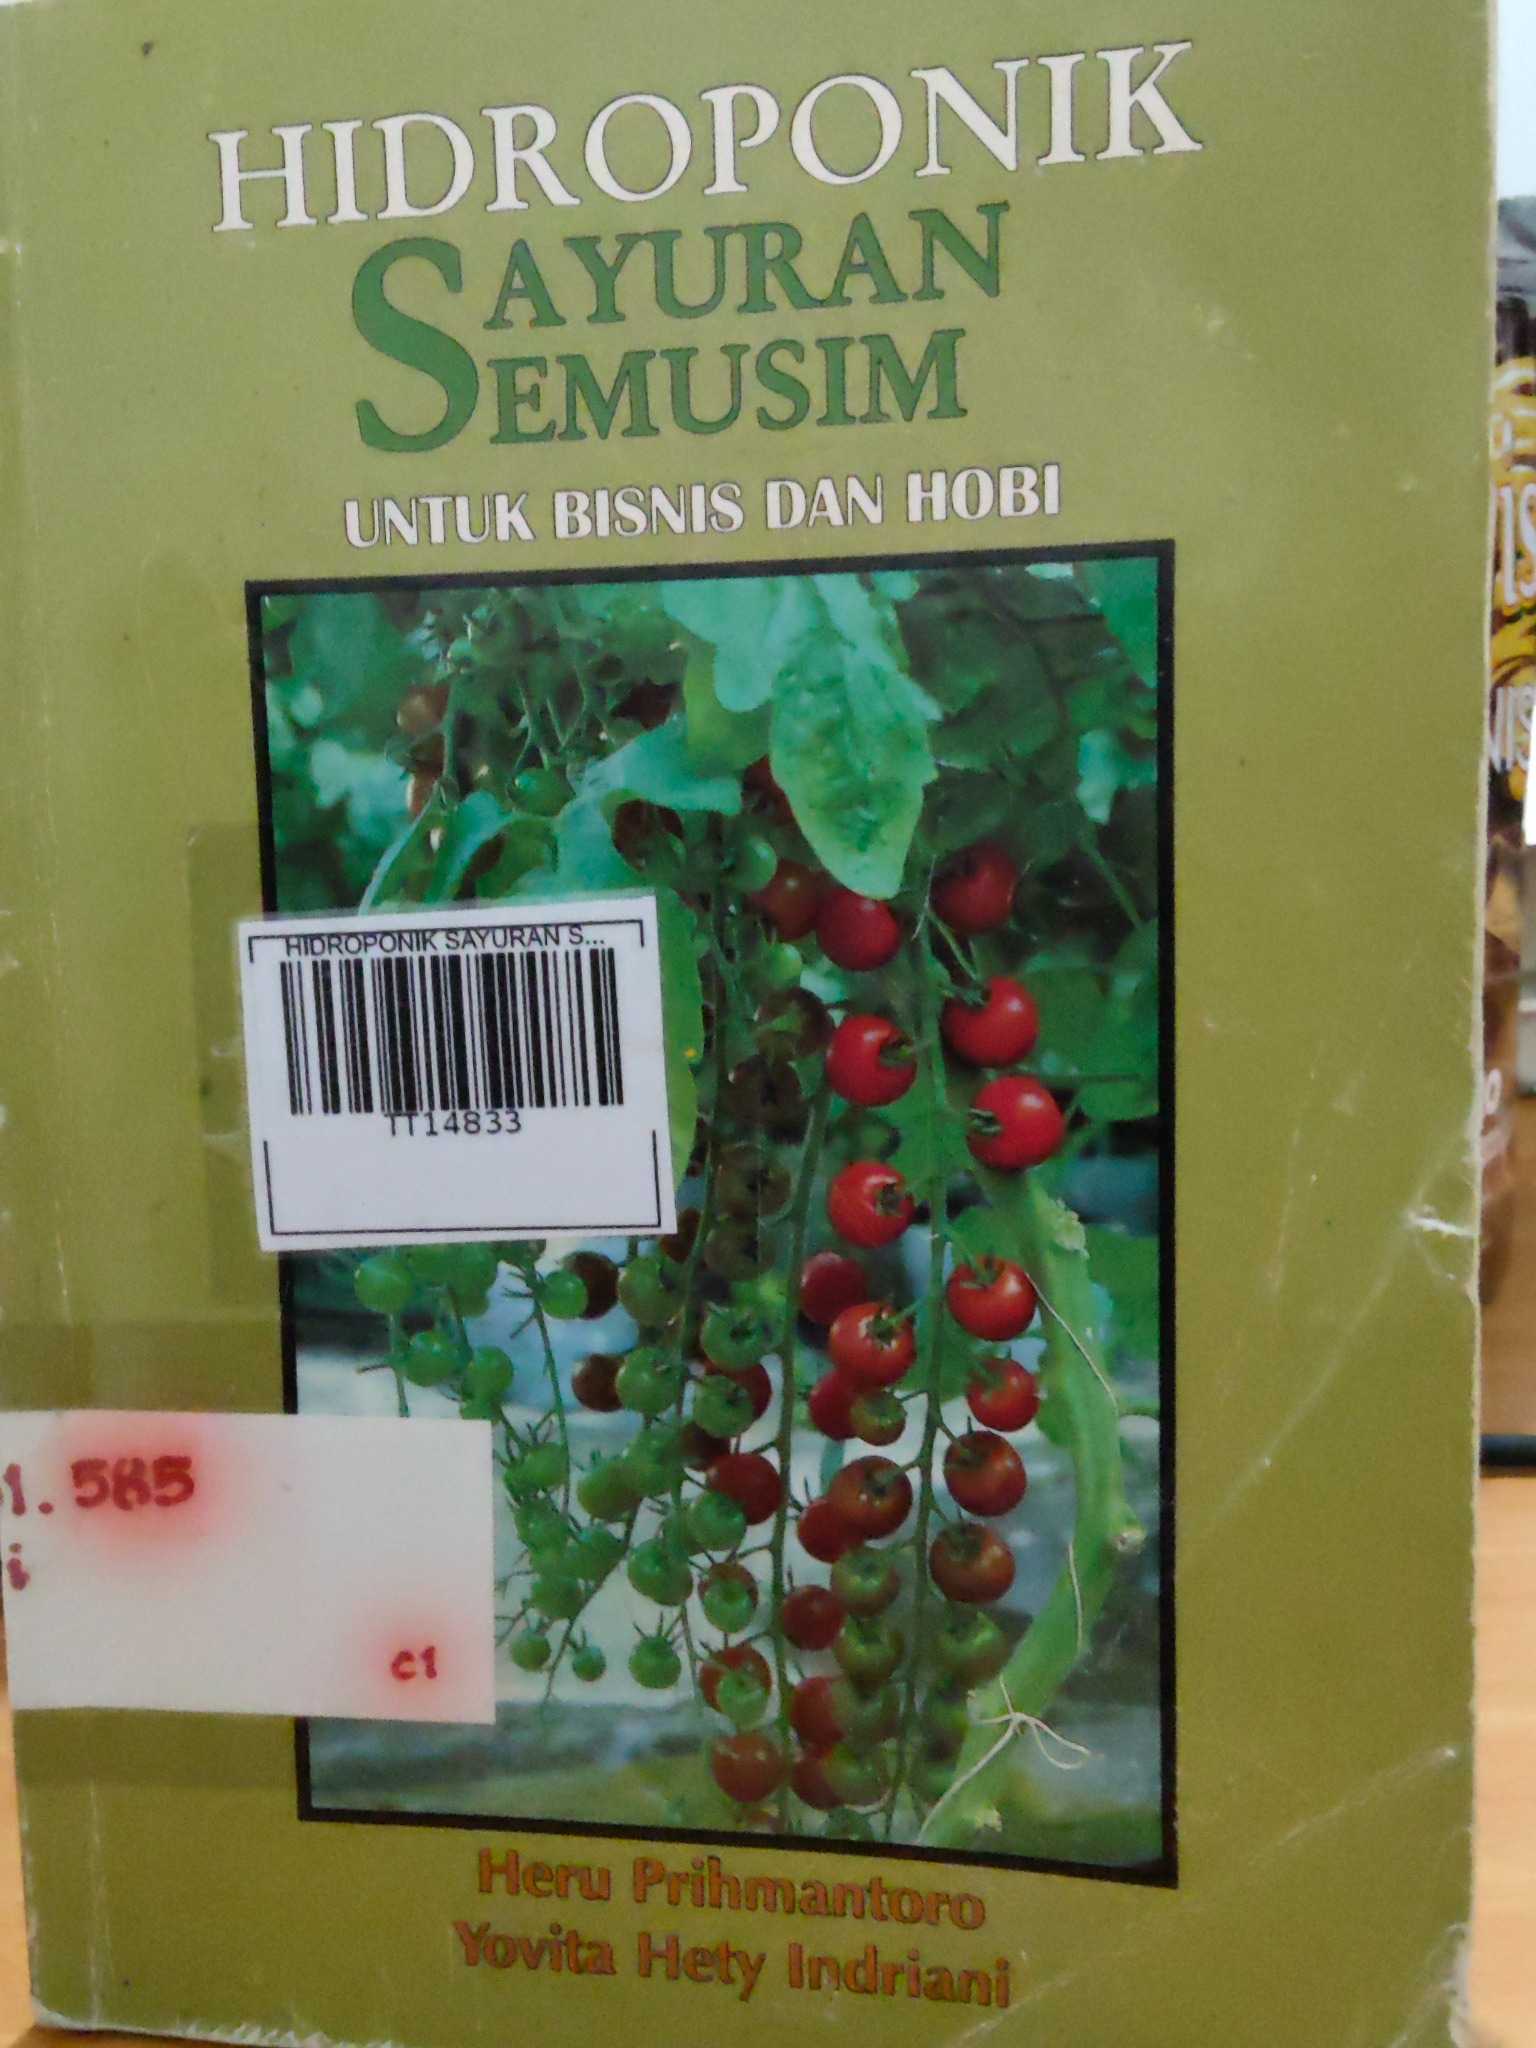 HIDROPONIK
SAYURAN
SEMUSIM
UNTUK BISNIS DAN HOBI
HIDROPONIK SAYURAN S...
TT14833
1.585
i
c1
Heru Prihmantoro
Yovita Hety Indriani